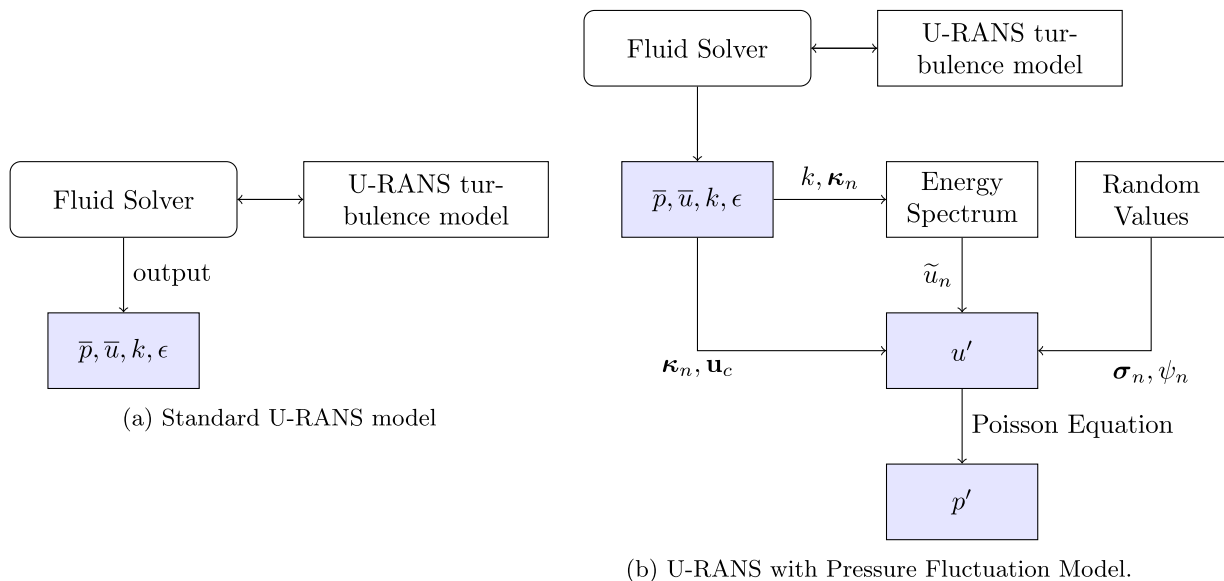 Fluid Solver
U-RANS tur-
bulence model
output
p̅, u̅, k, ϵ
(a) Standard U-RANS model
Fluid Solver
U-RANS tur-
bulence model
p̅, u̅, k, ϵ
k, 𝜿ₙ
Energy
Spectrum
Random
Values
ũₙ
𝜿ₙ, 𝐮_c
u′
𝝈ₙ, ψₙ
Poisson Equation
p′
(b) U-RANS with Pressure Fluctuation Model.